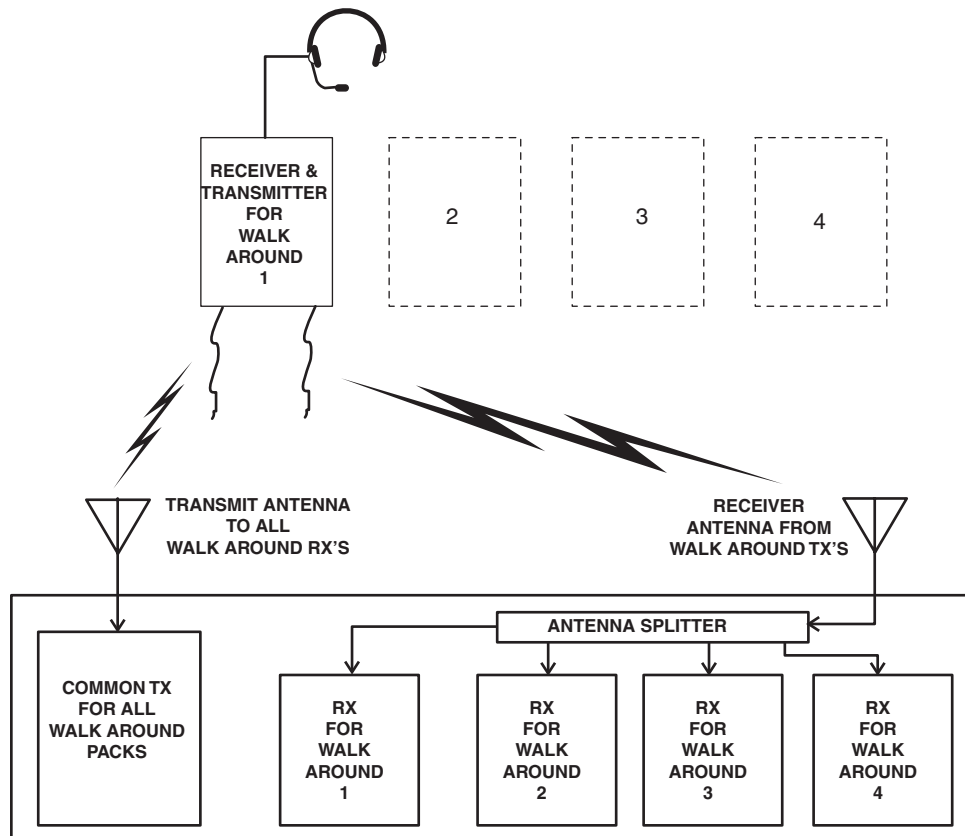 RECEIVER &
TRANSMITTER
FOR
WALK
AROUND
1
2
3
4
TRANSMIT ANTENNA
TO ALL
WALK AROUND RX'S
RECEIVER
ANTENNA FROM
WALK AROUND TX'S
ANTENNA SPLITTER
COMMON TX
FOR ALL
WALK AROUND
PACKS
RX
FOR
WALK
AROUND
1
RX
FOR
WALK
AROUND
2
RX
FOR
WALK
AROUND
3
RX
FOR
WALK
AROUND
4